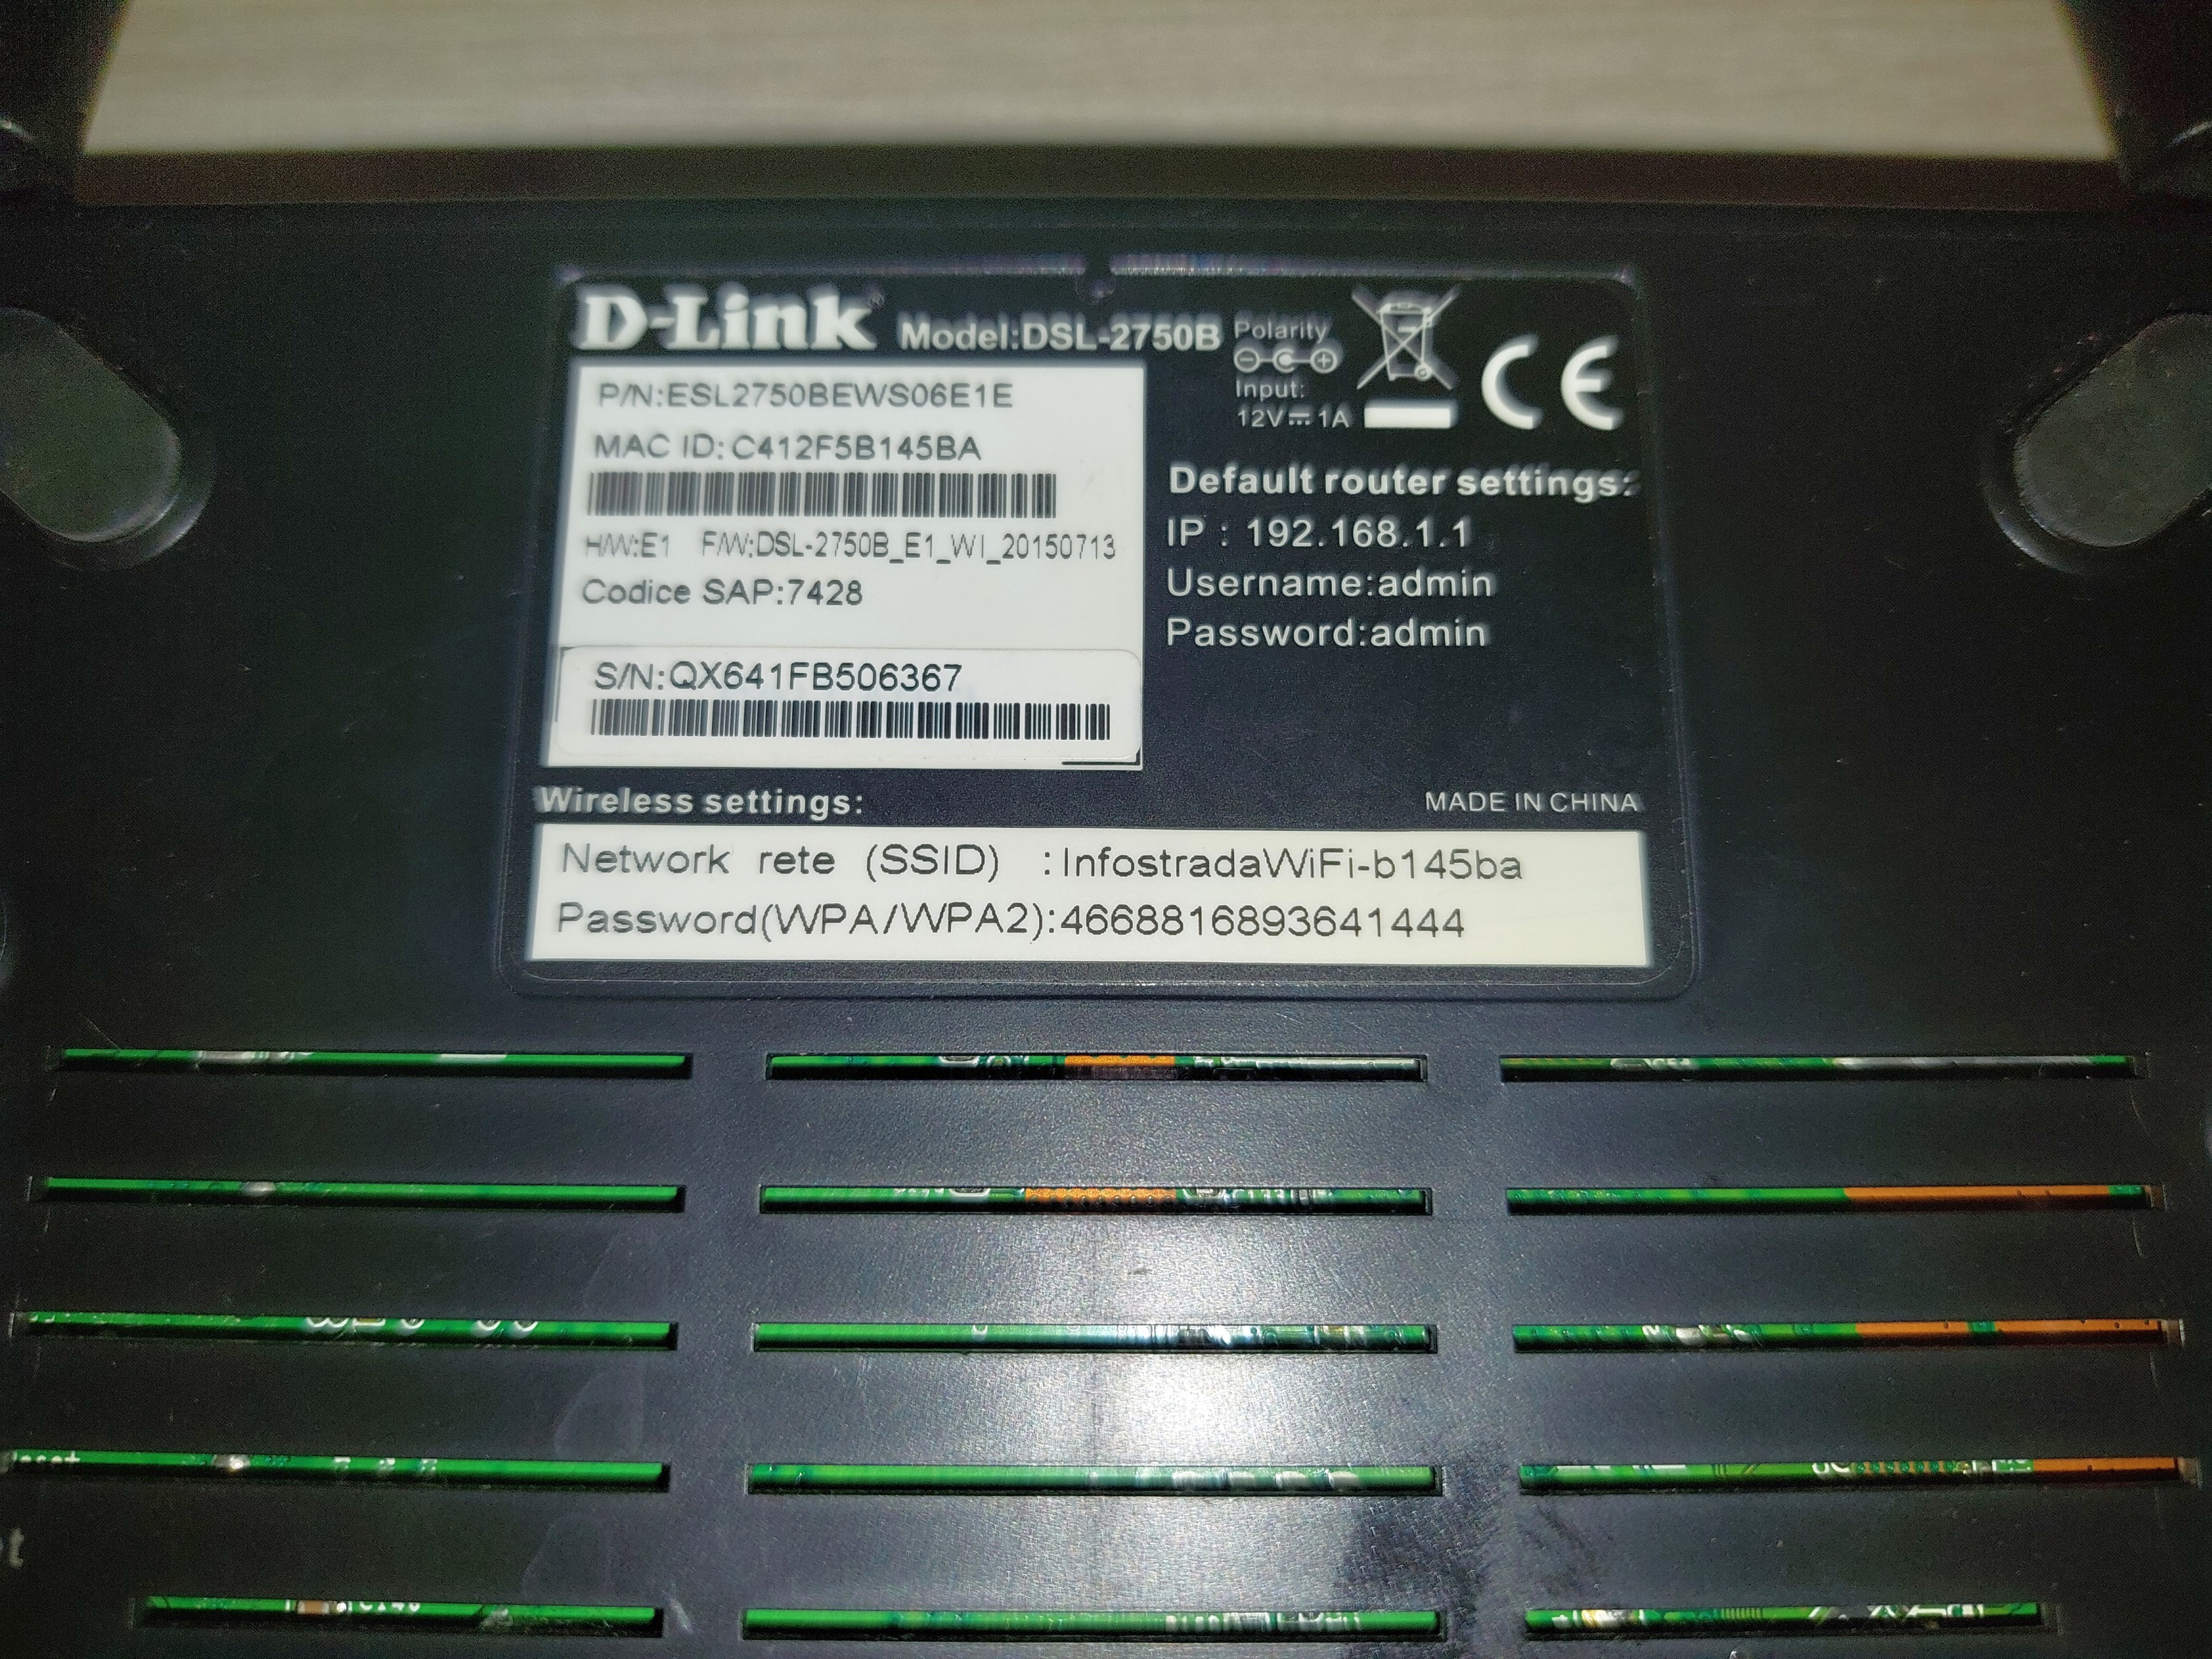 D-Link® Model:DSL-2750B
Polarity
Input:
12V⎓1A
CE
P/N:ESL2750BEWS06E1E
MAC ID: C412F5B145BA
H/W:E1 F/W:DSL-2750B_E1_WI_20150713
Codice SAP:7428
S/N:QX641FB506367
Default router settings:
IP : 192.168.1.1
Username:admin
Password:admin
Wireless settings:
MADE IN CHINA
Network rete (SSID) :InfostradaWiFi-b145ba
Password(WPA/WPA2):4668816893641444